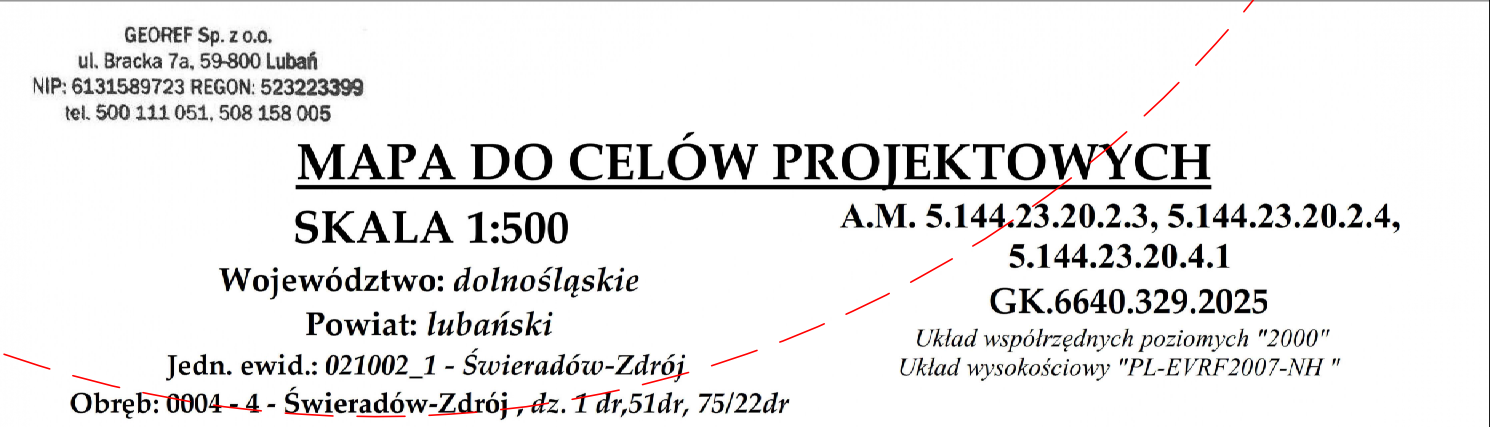 GEOREF Sp. z o.o.
ul. Bracka 7a, 59-800 Lubań
NIP: 6131589723 REGON: 523223399
tel. 500 111 051, 508 158 005
MAPA DO CELÓW PROJEKTOWYCH
SKALA 1:500
Województwo: dolnośląskie
Powiat: lubański
Jedn. ewid.: 021002_1 - Świeradów-Zdrój
Obręb: 0004 - 4 - Świeradów-Zdrój , dz. 1 dr,51dr, 75/22dr
A.M. 5.144.23.20.2.3, 5.144.23.20.2.4,
5.144.23.20.4.1
GK.6640.329.2025
Układ współrzędnych poziomych "2000"
Układ wysokościowy "PL-EVRF2007-NH "